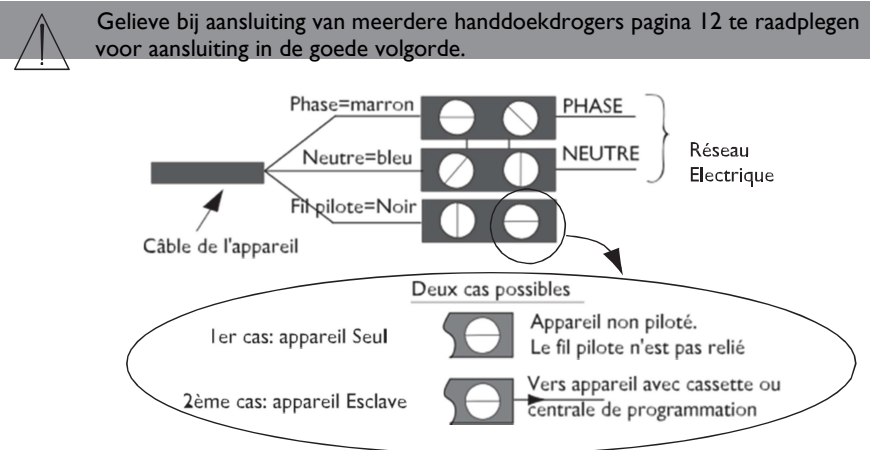 Gelieve bij aansluiting van meerdere handdoekdrogers pagina 12 te raadplegen
voor aansluiting in de goede volgorde.
Phase=marron
PHASE
Neutre=bleu
NEUTRE
Réseau
Electrique
Fil pilote=Noir
Câble de l'appareil
Deux cas possibles
1er cas: appareil Seul
Appareil non piloté.
Le fil pilote n'est pas relié
2ème cas: appareil Esclave
Vers appareil avec cassette ou
centrale de programmation